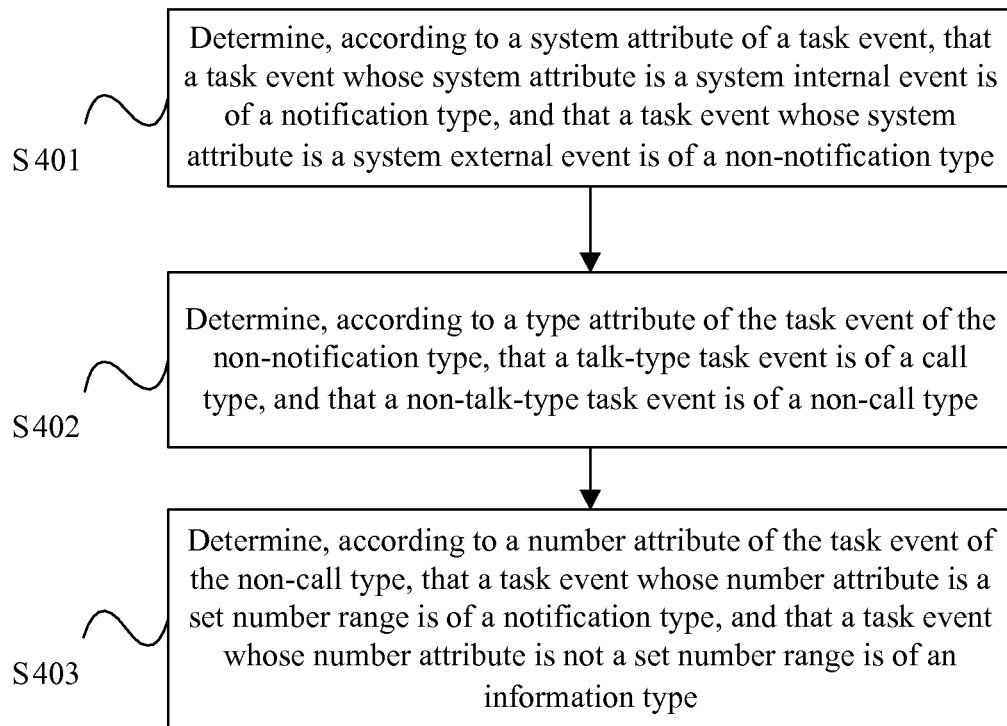 Determine, according to a system attribute of a task event, that
a task event whose system attribute is a system internal event is
of a notification type, and that a task event whose system
attribute is a system external event is of a non-notification type
S401
Determine, according to a type attribute of the task event of the
non-notification type, that a talk-type task event is of a call
type, and that a non-talk-type task event is of a non-call type
S402
Determine, according to a number attribute of the task event of
the non-call type, that a task event whose number attribute is a
set number range is of a notification type, and that a task event
whose number attribute is not a set number range is of an
information type
S403